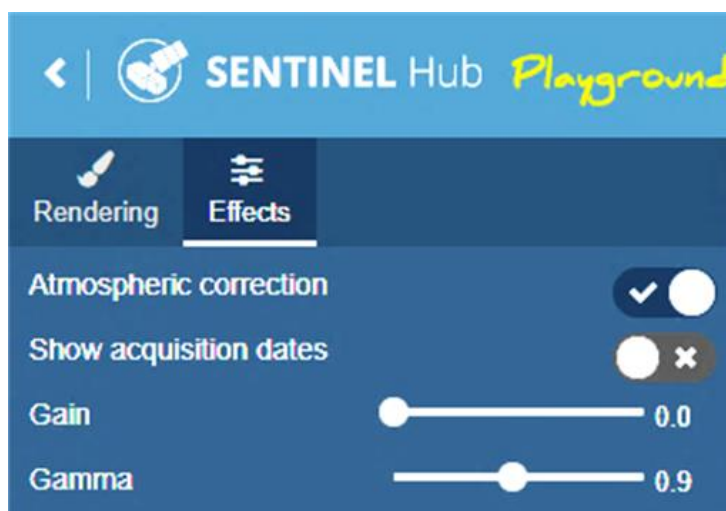 SENTINEL Hub Playground
Rendering Effects
Atmospheric correction
Show acquisition dates
Gain 0.0
Gamma 0.9